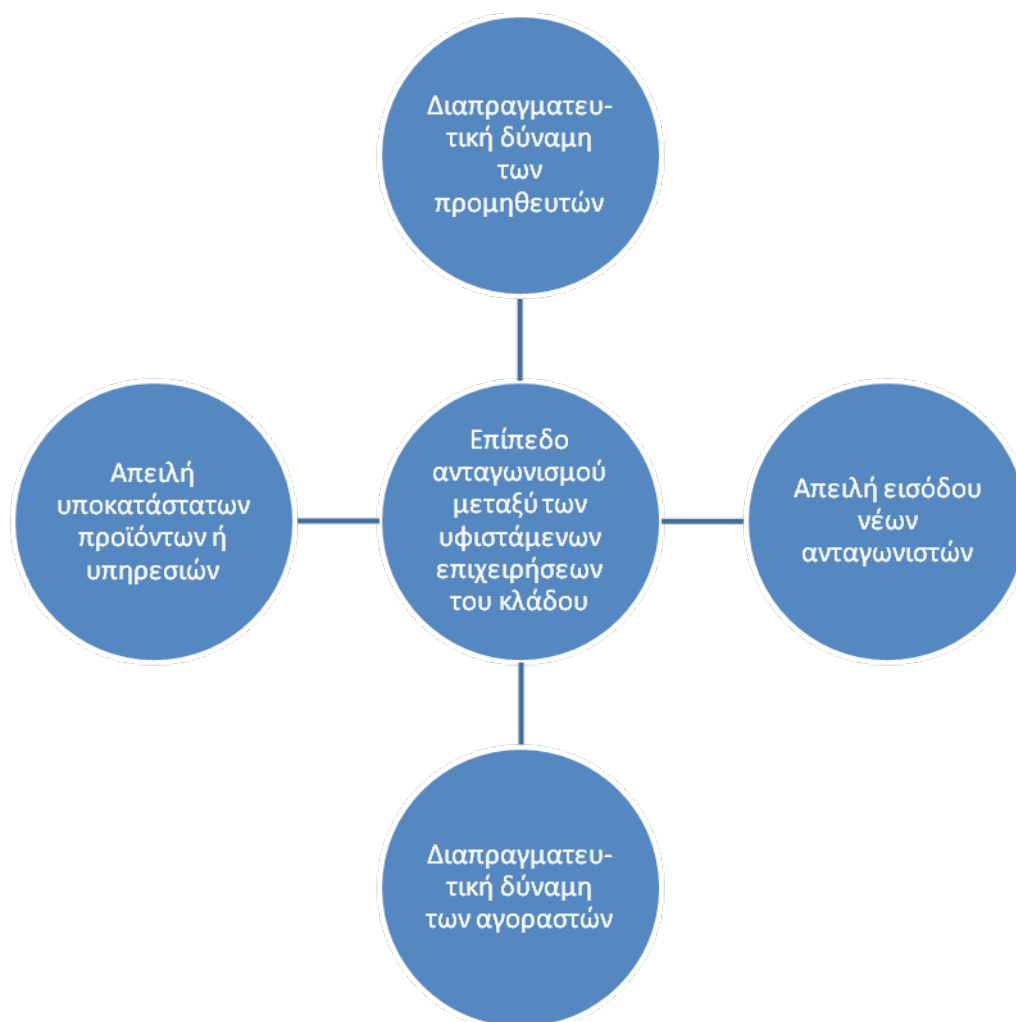 Διαπραγματευ-
τική δύναμη
των
προμηθευτών
Απειλή
υποκατάστατων
προϊόντων ή
υπηρεσιών
Επίπεδο
ανταγωνισμού
μεταξύ των
υφιστάμενων
επιχειρήσεων
του κλάδου
Απειλή εισόδου
νέων
ανταγωνιστών
Διαπραγματευ-
τική δύναμη
των αγοραστών